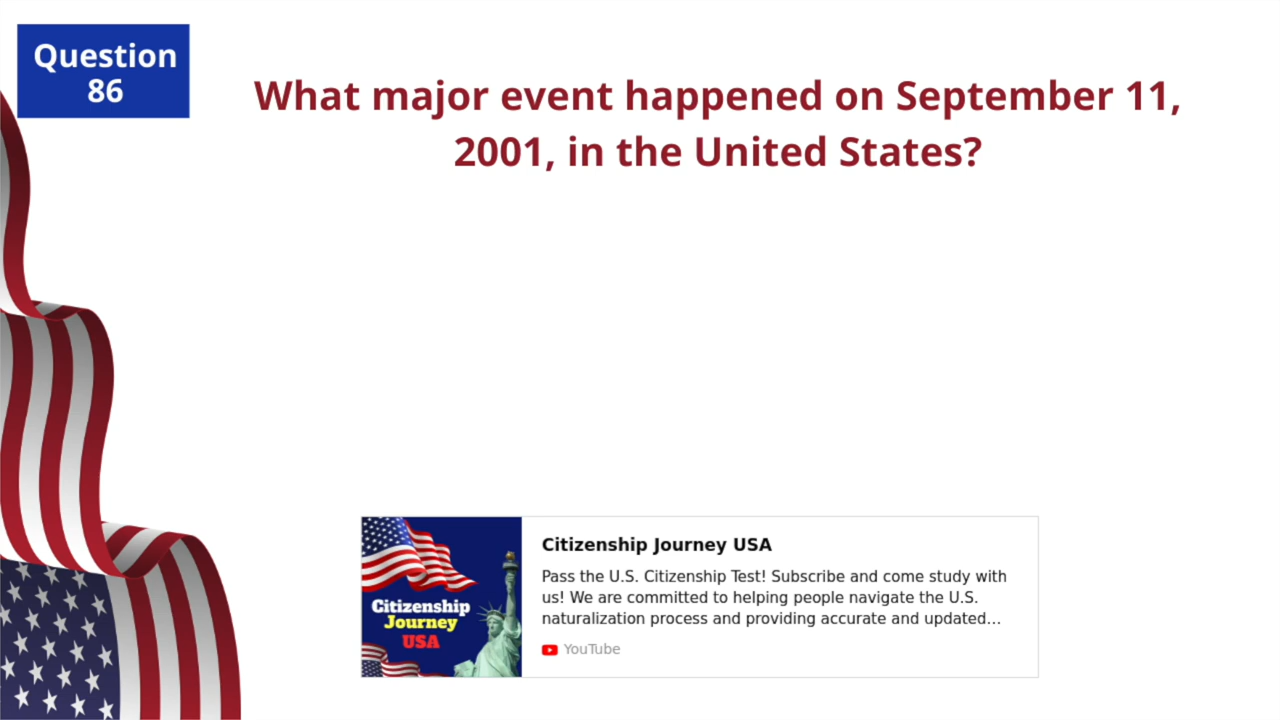 Question
86
What major event happened on September 11,
2001, in the United States?
Citizenship
Journey
USA
Citizenship Journey USA
Pass the U.S. Citizenship Test! Subscribe and come study with
us! We are committed to helping people navigate the U.S.
naturalization process and providing accurate and updated...
YouTube